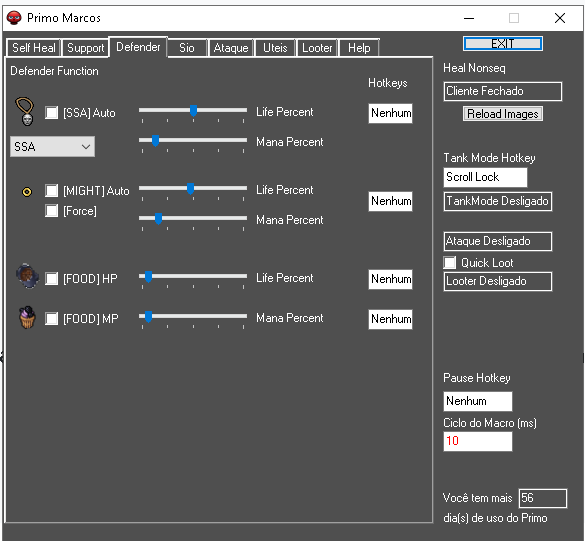 Primo Marcos
Self Heal Support Defender Sio Ataque Uteis Looter Help
EXIT
Defender Function
Hotkeys
[SSA] Auto
Life Percent
Nenhum
SSA
Mana Percent
[MIGHT] Auto
Life Percent
Nenhum
[Force]
Mana Percent
[FOOD] HP
Life Percent
Nenhum
[FOOD] MP
Mana Percent
Nenhum
Heal Nonseq
Cliente Fechado
Reload Images
Tank Mode Hotkey
Scroll Lock
TankMode Desligado
Ataque Desligado
Quick Loot
Looter Desligado
Pause Hotkey
Nenhum
Ciclo do Macro (ms)
10
Você tem mais 56
dia(s) de uso do Primo